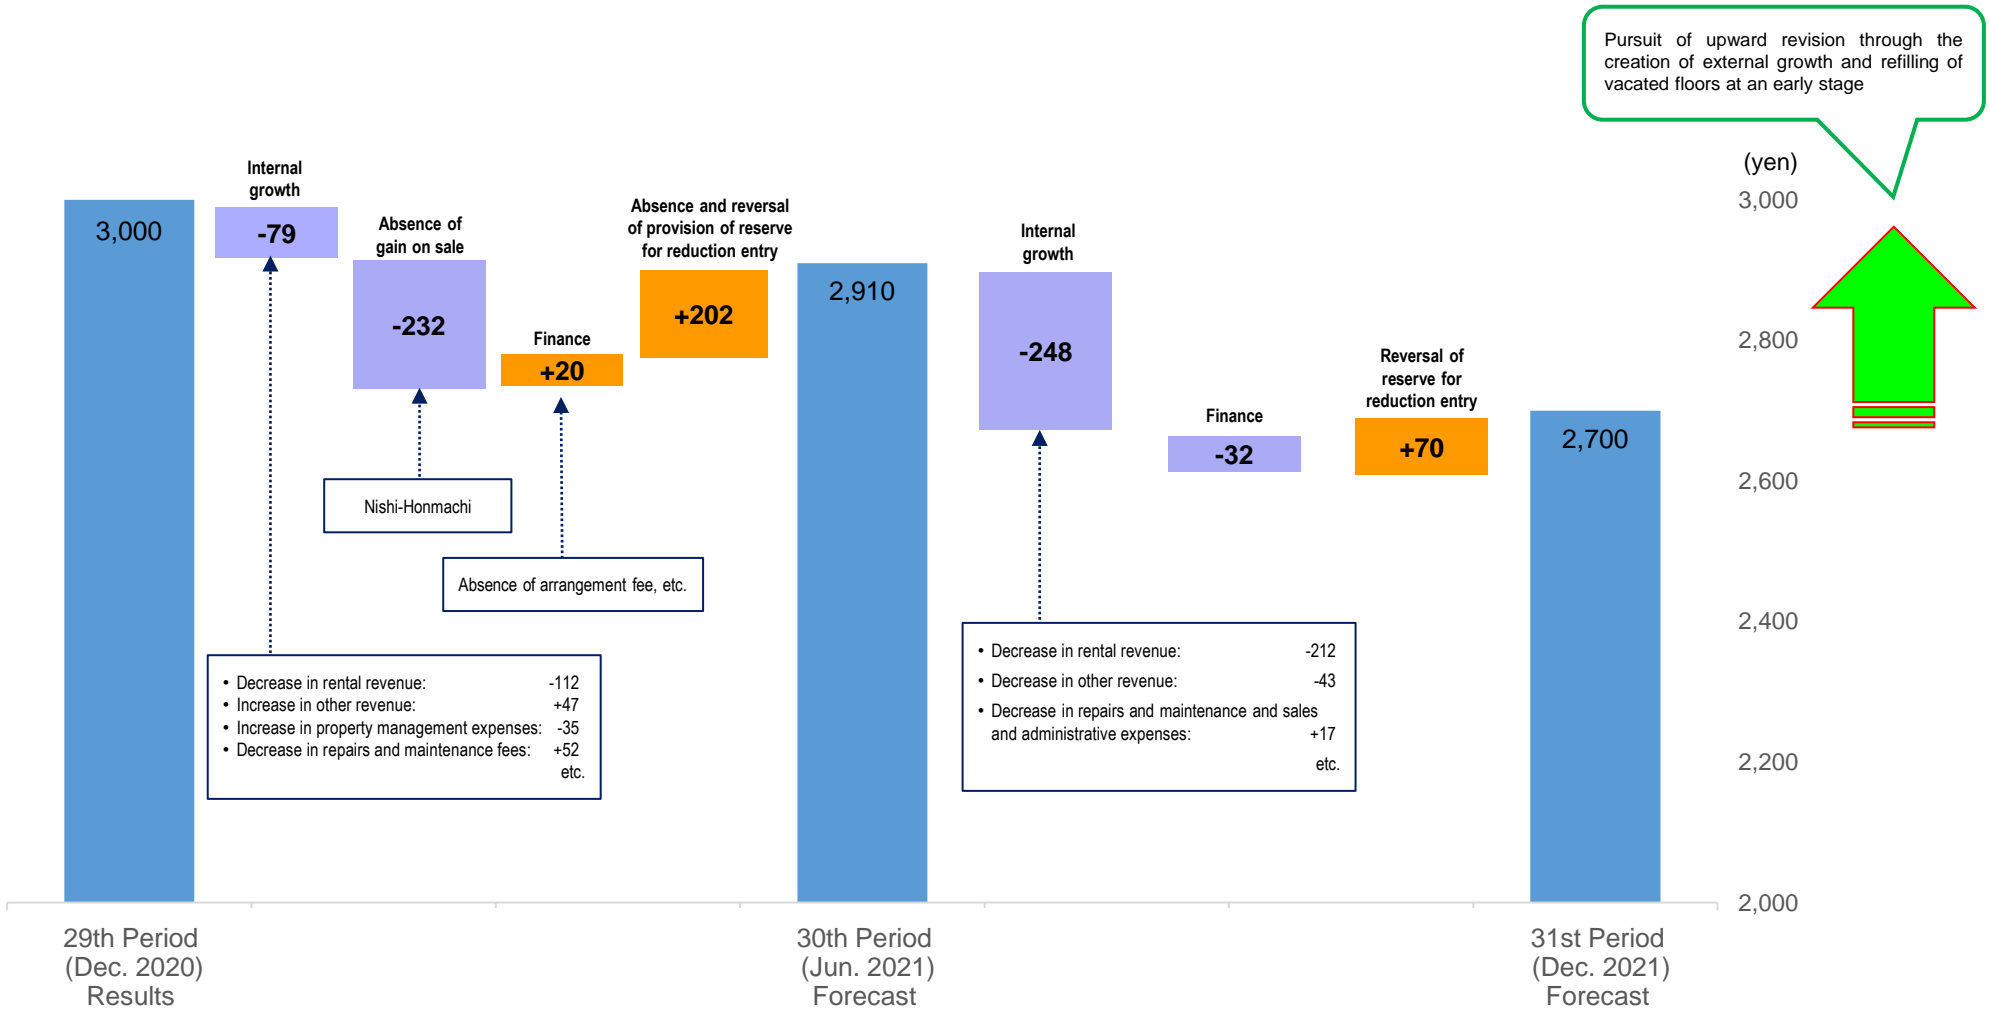 Pursuit of upward revision through the
creation of external growth and refilling of
vacated floors at an early stage
(yen)
3,000
2,800
2,600
2,400
2,200
2,000
3,000
Internal
growth
-79
Absence of
gain on sale
-232
Finance
+20
Absence and reversal
of provision of reserve
for reduction entry
+202
2,910
Internal
growth
-248
Finance
-32
Reversal of
reserve for
reduction entry
+70
2,700
Nishi-Honmachi
Absence of arrangement fee, etc.
• Decrease in rental revenue: -112
• Increase in other revenue: +47
• Increase in property management expenses: -35
• Decrease in repairs and maintenance fees: +52
etc.
• Decrease in rental revenue: -212
• Decrease in other revenue: -43
• Decrease in repairs and maintenance and sales
and administrative expenses: +17
etc.
29th Period
(Dec. 2020)
Results
30th Period
(Jun. 2021)
Forecast
31st Period
(Dec. 2021)
Forecast